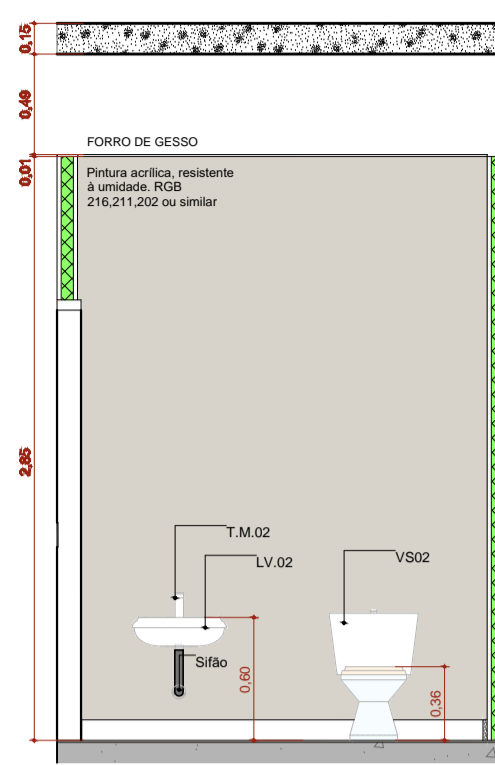 0,15
0,49
FORRO DE GESSO
0,01
Pintura acrílica, resistente
à umidade. RGB
216,211,202 ou similar
2,85
T.M.02
LV.02
VS02
Sifão
0,60
0,36